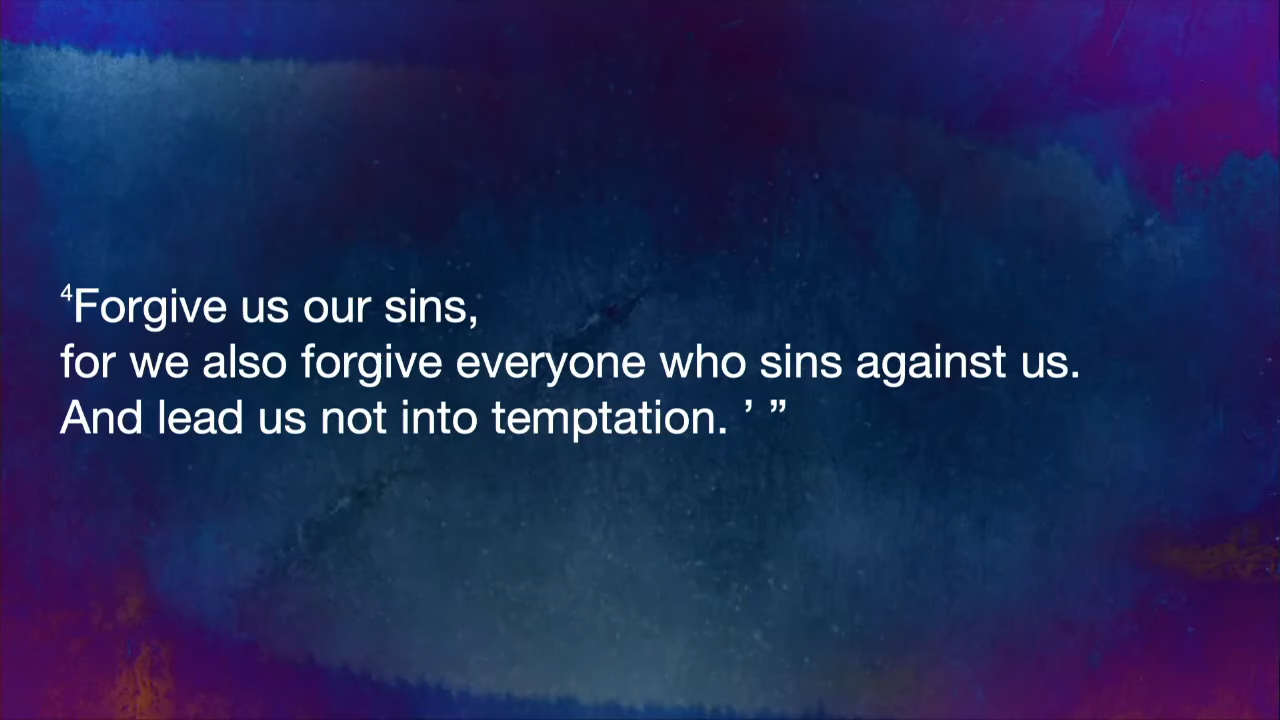 ⁴Forgive us our sins,
for we also forgive everyone who sins against us.
And lead us not into temptation. ’ ”